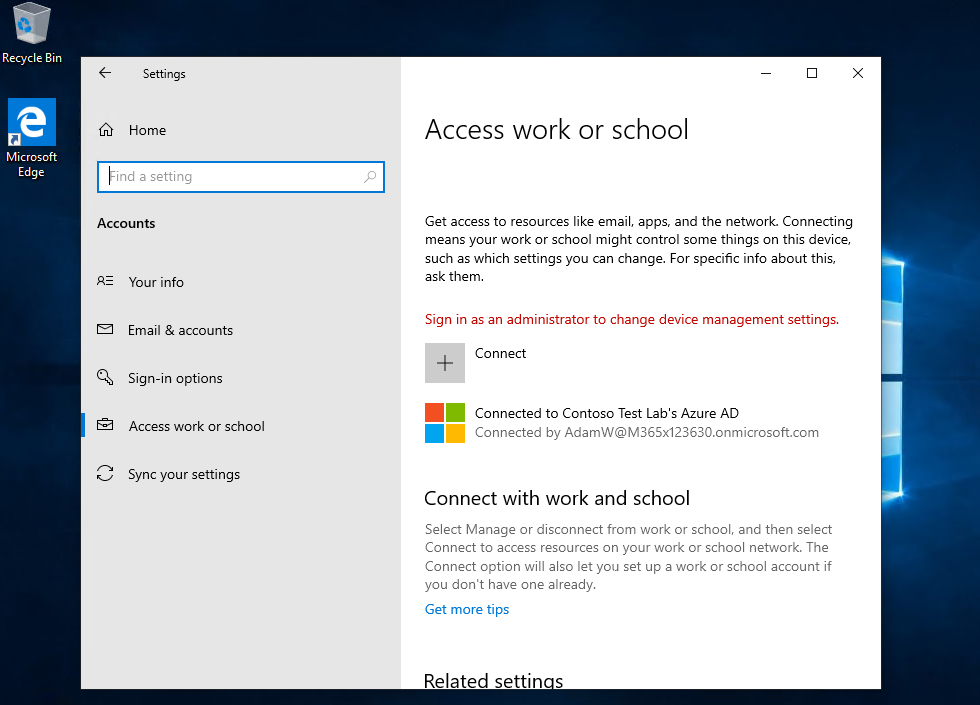 Recycle Bin
Microsoft
Edge
Settings
Home
Find a setting
Accounts
Your info
Email & accounts
Sign-in options
Access work or school
Sync your settings
Access work or school
Get access to resources like email, apps, and the network. Connecting
means your work or school might control some things on this device,
such as which settings you can change. For specific info about this,
ask them.
Sign in as an administrator to change device management settings.
Connect
Connected to Contoso Test Lab's Azure AD
Connected by AdamW@M365x123630.onmicrosoft.com
Connect with work and school
Select Manage or disconnect from work or school, and then select
Connect to access resources on your work or school network. The
Connect option will also let you set up a work or school account if
you don't have one already.
Get more tips
Related settings